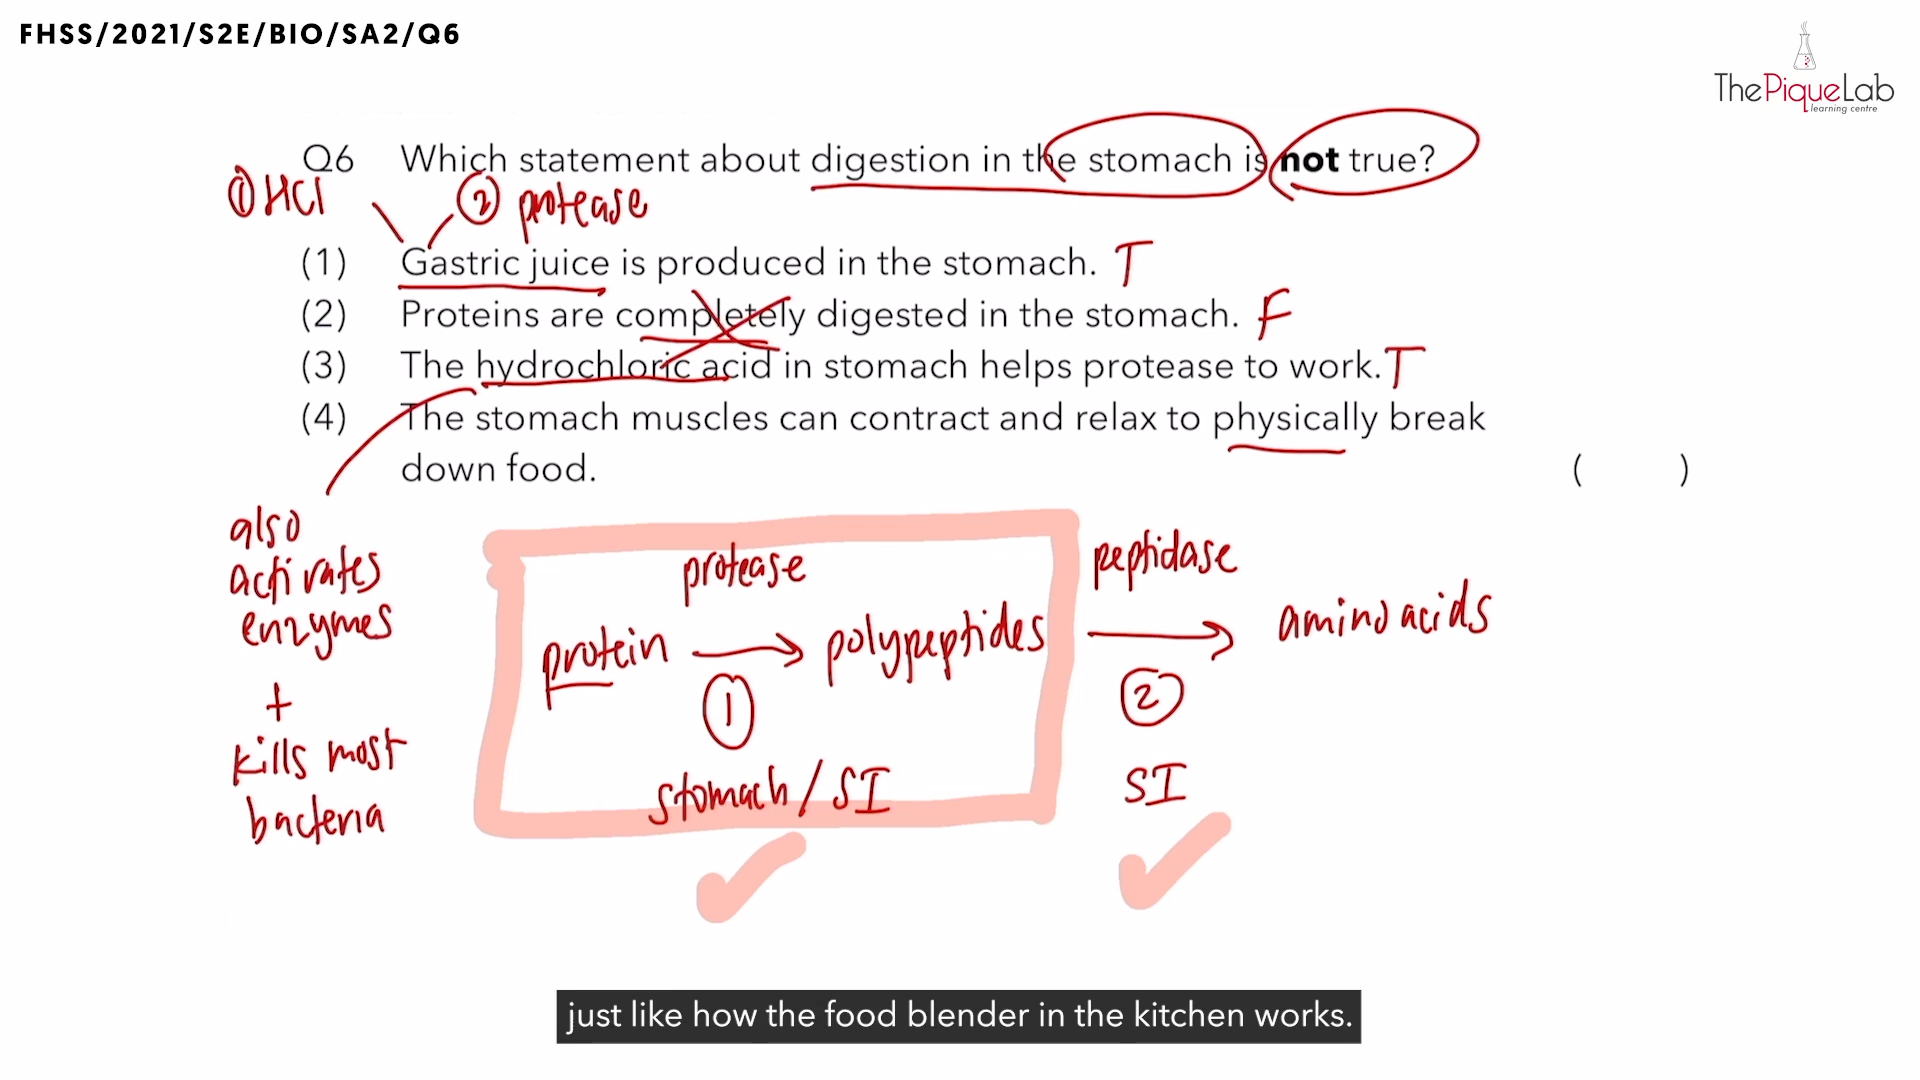 FHSS/2021/S2E/BIO/SA2/Q6
ThePiqueLab
learning centre
Q6 Which statement about digestion in the stomach is not true?
① HCl ② protease
(1) Gastric juice is produced in the stomach. T
(2) Proteins are completely digested in the stomach. F
(3) The hydrochloric acid in stomach helps protease to work. T
(4) The stomach muscles can contract and relax to physically break
down food. ( )
also
activates
enzymes
+
kills most
bacteria
protease peptidase
protein → polypeptides → amino acids
① ②
stomach / SI SI
just like how the food blender in the kitchen works.